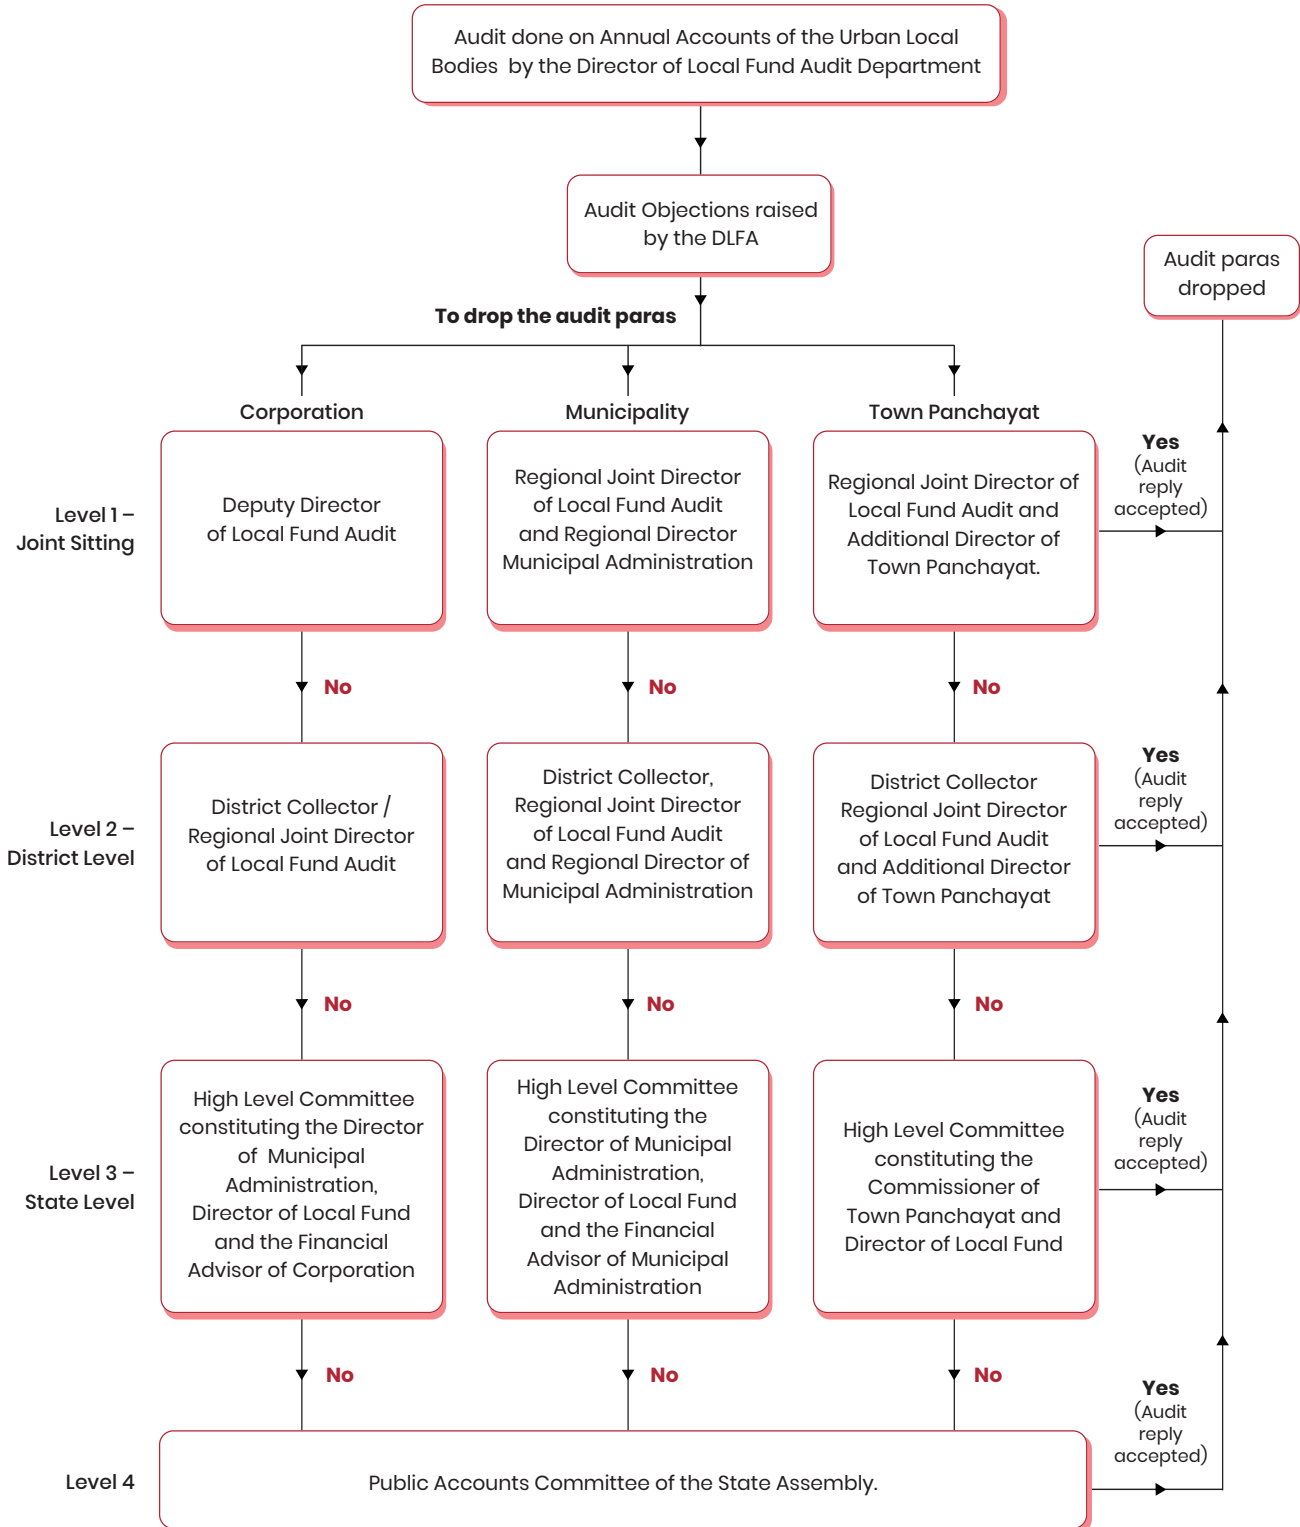 Audit done on Annual Accounts of the Urban Local
Bodies by the Director of Local Fund Audit Department
Audit Objections raised
by the DLFA
Audit paras
dropped
To drop the audit paras
Corporation
Municipality
Town Panchayat
Level 1 –
Joint Sitting
Deputy Director
of Local Fund Audit
Regional Joint Director
of Local Fund Audit
and Regional Director
Municipal Administration
Regional Joint Director of
Local Fund Audit and
Additional Director of
Town Panchayat.
Yes
(Audit
reply
accepted)
No
No
No
Level 2 –
District Level
District Collector /
Regional Joint Director
of Local Fund Audit
District Collector,
Regional Joint Director
of Local Fund Audit
and Regional Director of
Municipal Administration
District Collector
Regional Joint Director
of Local Fund Audit
and Additional Director
of Town Panchayat
Yes
(Audit
reply
accepted)
No
No
No
Level 3 –
State Level
High Level Committee
constituting the Director
of Municipal
Administration,
Director of Local Fund
and the Financial
Advisor of Corporation
High Level Committee
constituting the
Director of Municipal
Administration,
Director of Local Fund
and the Financial
Advisor of Municipal
Administration
High Level Committee
constituting the
Commissioner of
Town Panchayat and
Director of Local Fund
Yes
(Audit
reply
accepted)
No
No
No
Level 4
Public Accounts Committee of the State Assembly.
Yes
(Audit
reply
accepted)